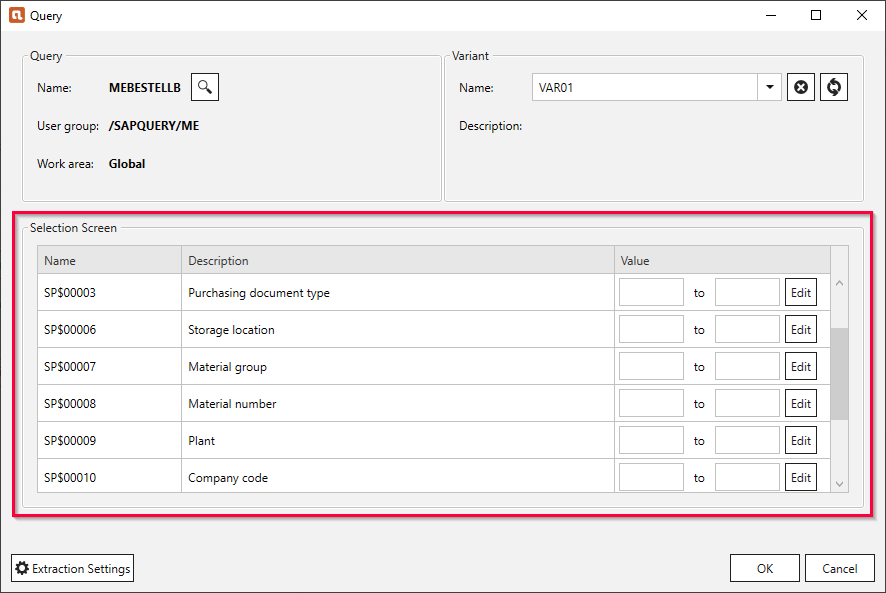 Query
Query
Name: MEBESTELLB
User group: /SAPQUERY/ME
Work area: Global
Variant
Name: VAR01
Description:
Selection Screen
Name Description Value
SP$00003 Purchasing document type to Edit
SP$00006 Storage location to Edit
SP$00007 Material group to Edit
SP$00008 Material number to Edit
SP$00009 Plant to Edit
SP$00010 Company code to Edit
Extraction Settings OK Cancel